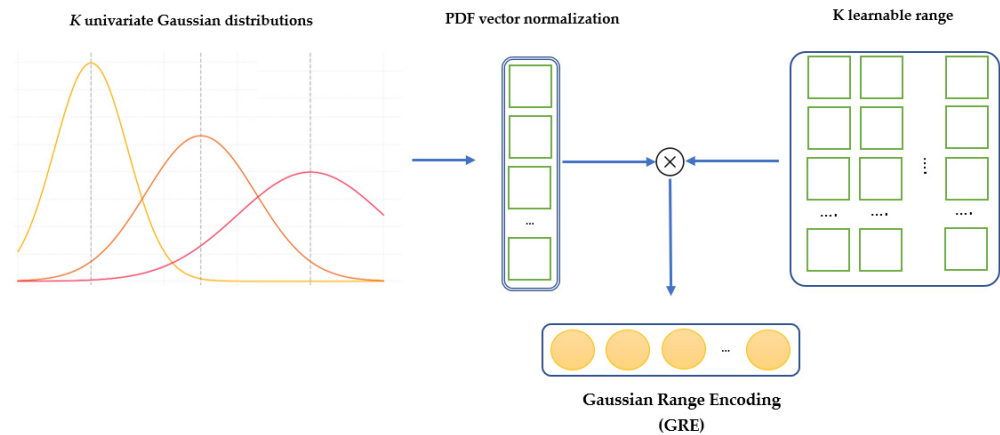 K univariate Gaussian distributions
PDF vector normalization
K learnable range
...
....
....
....
....
...
Gaussian Range Encoding
(GRE)